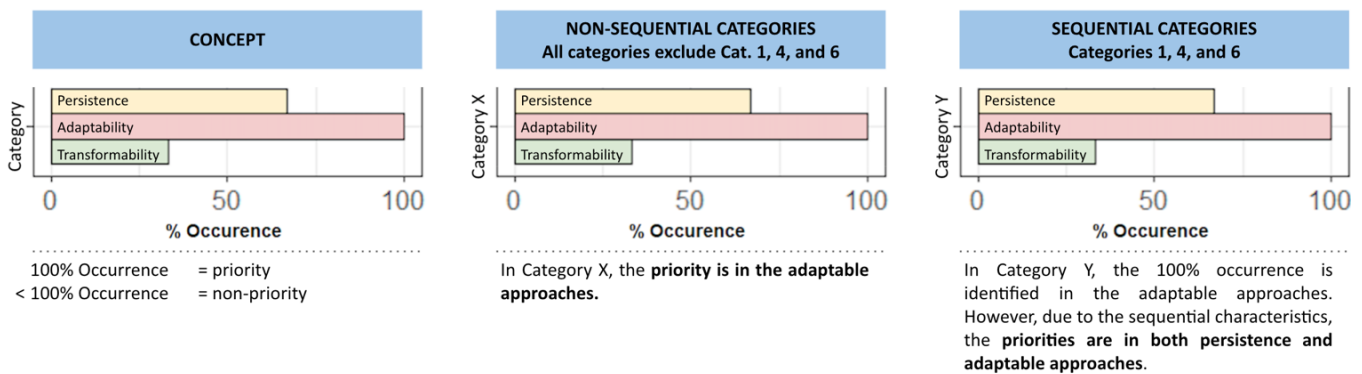 CONCEPT
Category
Persistence
Adaptability
Transformability
0 50 100
% Occurence
100% Occurrence = priority
< 100% Occurrence = non-priority
NON-SEQUENTIAL CATEGORIES
All categories exclude Cat. 1, 4, and 6
Category X
Persistence
Adaptability
Transformability
0 50 100
% Occurence
In Category X, the priority is in the adaptable
approaches.
SEQUENTIAL CATEGORIES
Categories 1, 4, and 6
Category Y
Persistence
Adaptability
Transformability
0 50 100
% Occurence
In Category Y, the 100% occurrence is
identified in the adaptable approaches.
However, due to the sequential characteristics,
the priorities are in both persistence and
adaptable approaches.